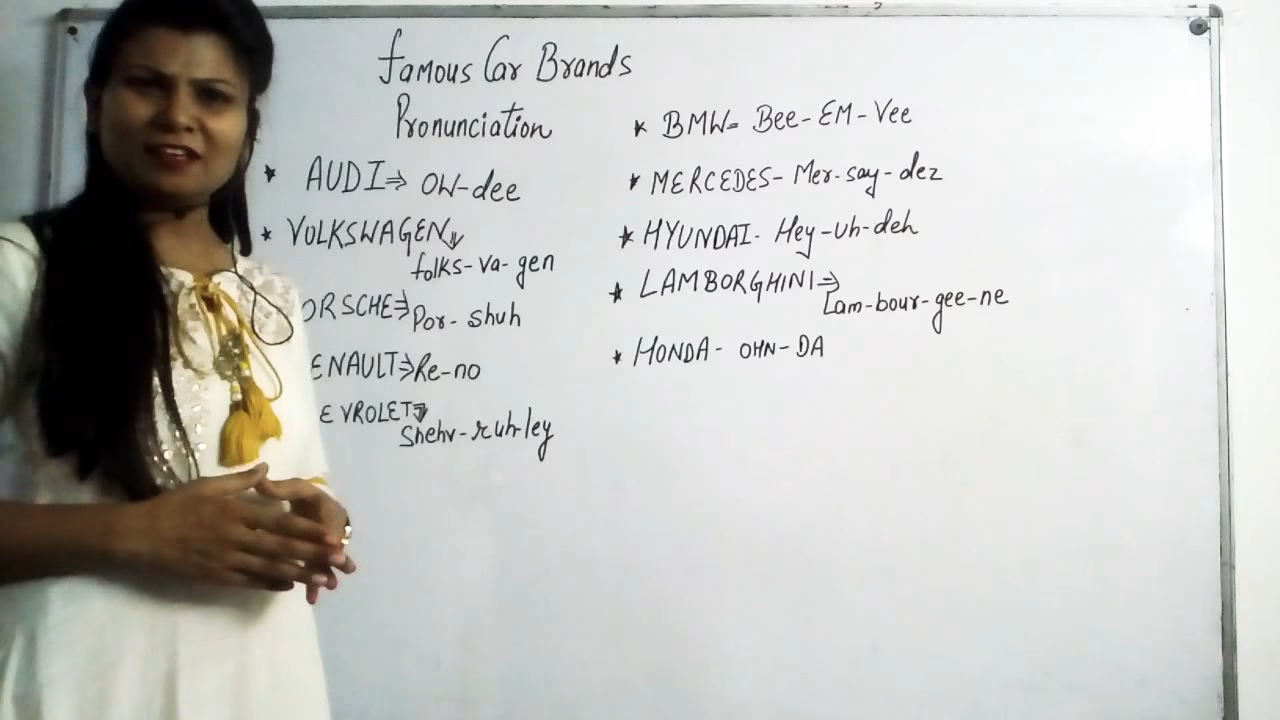 Famous Car Brands
Pronunciation
★ AUDI ⇒ OW-dee
★ VOLKSWAGEN ⇒
folks-va-gen
ORSCHE ⇒ Por-shuh
ENAULT ⇒ Re-no
EVROLET ⇒
Shehv-ruh-ley
★ BMW= Bee-EM-Vee
★ MERCEDES- Mer-say-dez
★ HYUNDAI- Hey-uh-deh
★ LAMBORGHINI ⇒
Lam-bour-gee-ne
★ HONDA- OHN-DA